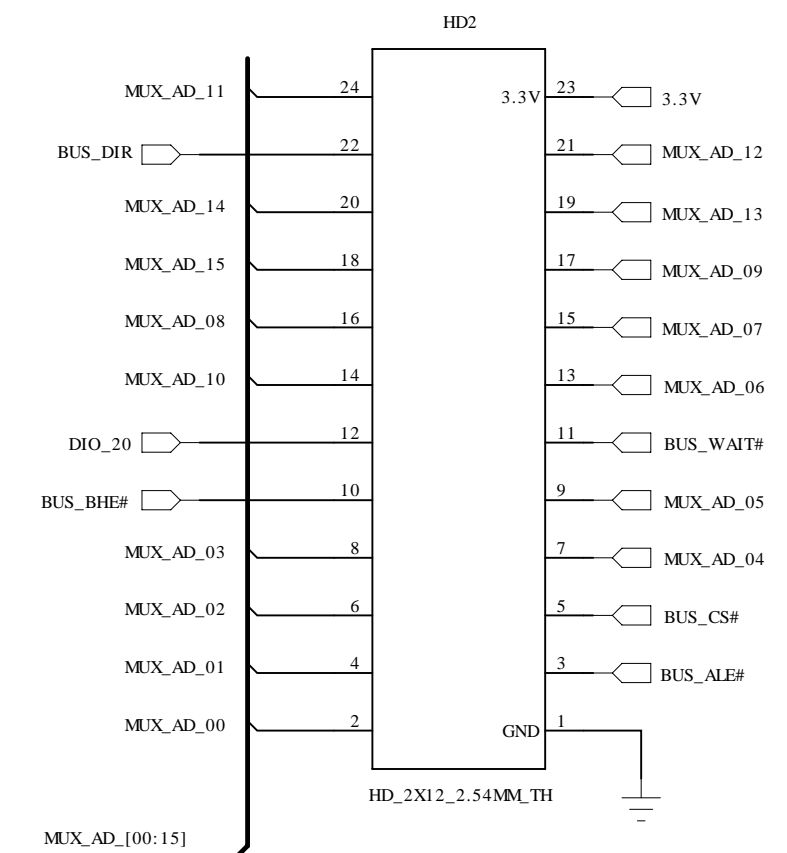 HD2
MUX_AD_11 24 3.3V 23 3.3V
BUS_DIR 22 21 MUX_AD_12
MUX_AD_14 20 19 MUX_AD_13
MUX_AD_15 18 17 MUX_AD_09
MUX_AD_08 16 15 MUX_AD_07
MUX_AD_10 14 13 MUX_AD_06
DIO_20 12 11 BUS_WAIT#
BUS_BHE# 10 9 MUX_AD_05
MUX_AD_03 8 7 MUX_AD_04
MUX_AD_02 6 5 BUS_CS#
MUX_AD_01 4 3 BUS_ALE#
MUX_AD_00 2 GND 1
HD_2X12_2.54MM_TH
MUX_AD_[00:15]